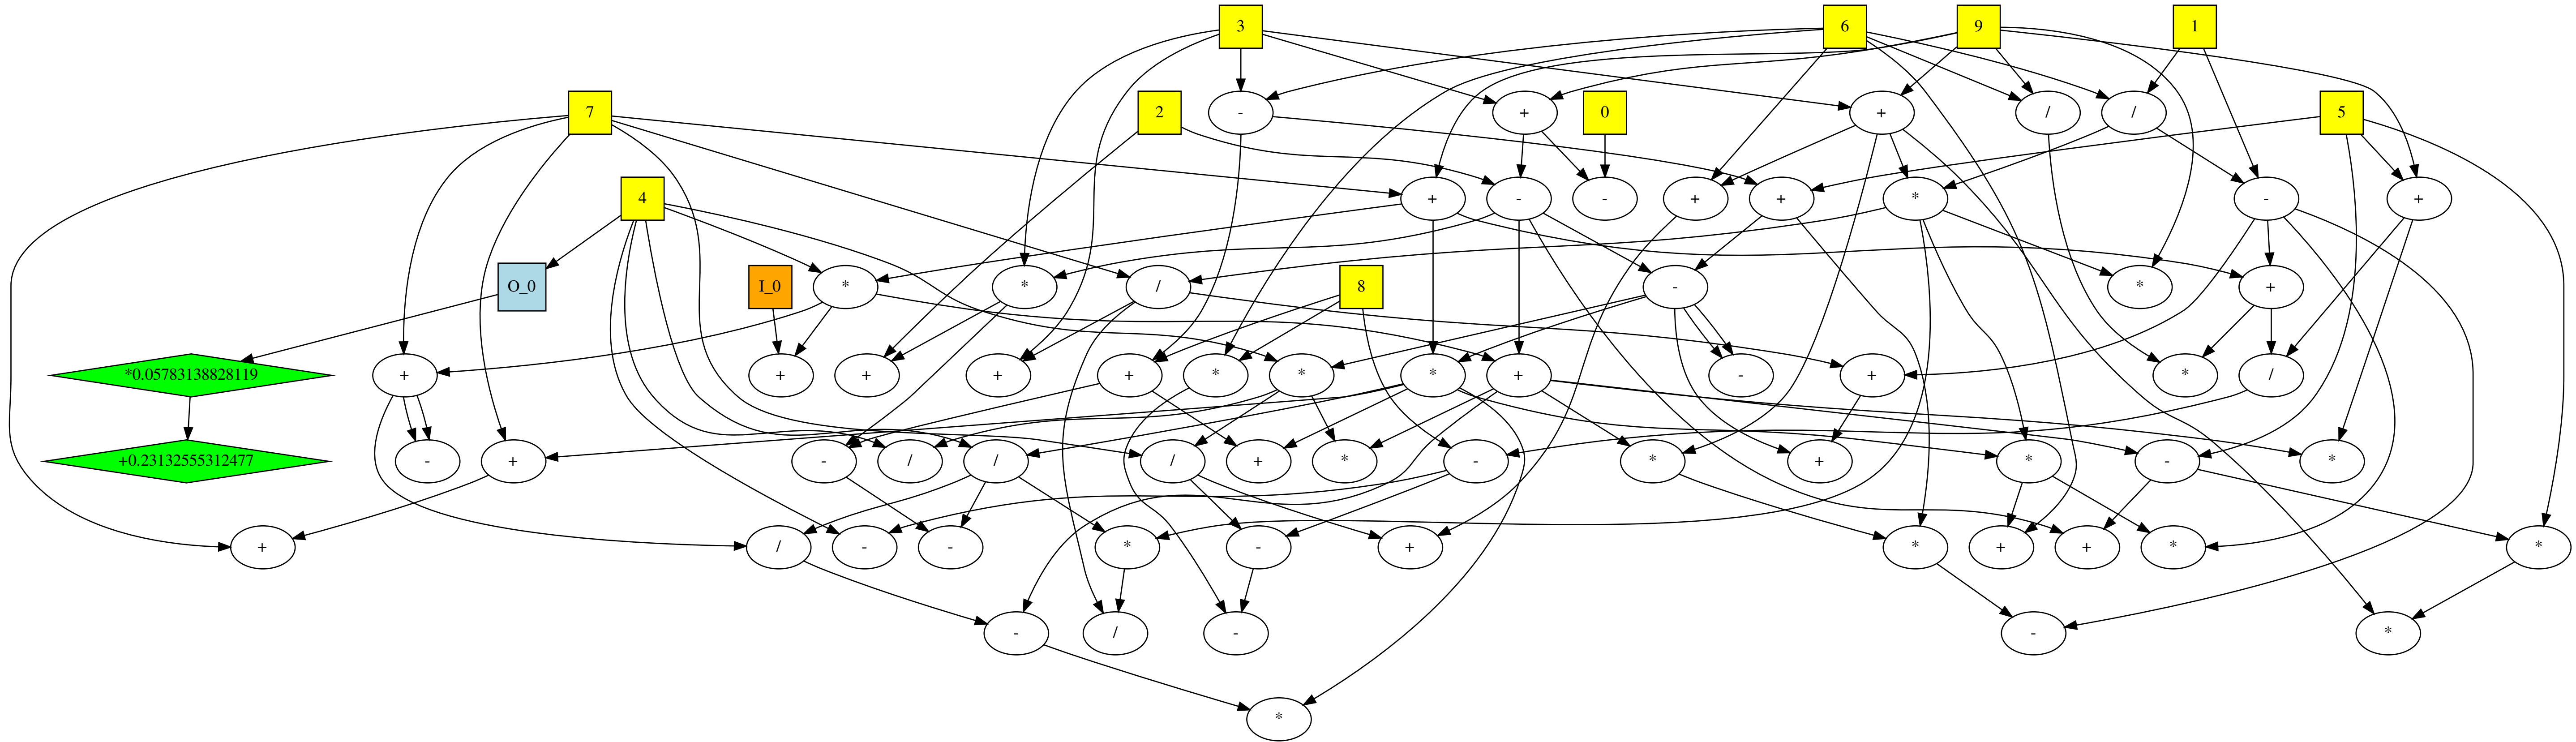 3 6 9 1
7 2 - + 0 + / / 5
4 + - - + + * - +
O_0 I_0 * * / 8 - * +
*0.05783138828119 + + + + + * * * + - + * /
+0.23132555312477 - + - / / / + * - * + * - *
+ / - - * - + * + + * *
- / - - *
*